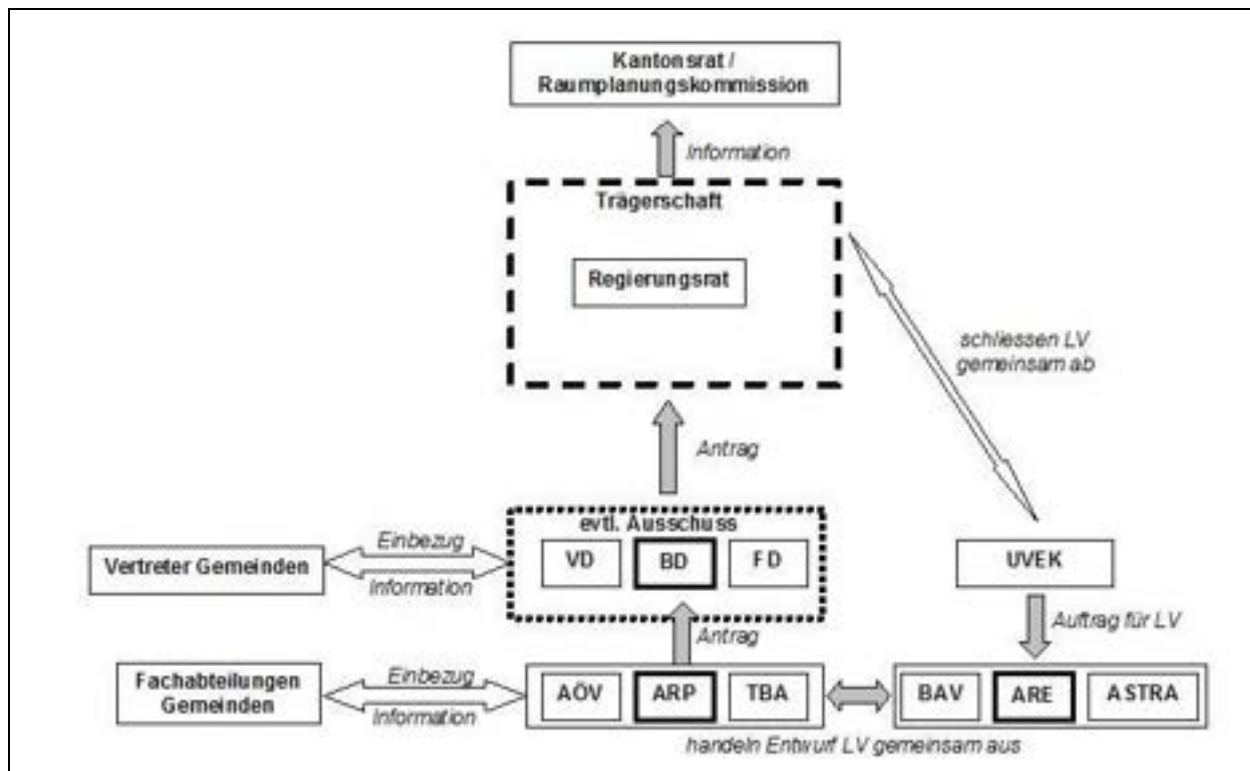 Kantonsrat /
Raumplanungskommission
Information
Trägerschaft
Regierungsrat
schliessen LV
gemeinsam ab
Antrag
evtl. Ausschuss
Einbezug
VD
BD
FD
UVEK
Vertreter Gemeinden
Information
Antrag
Auftrag für LV
Fachabteilungen
Gemeinden
Einbezug
Information
AÖV
ARP
TBA
BAV
ARE
ASTRA
handeln Entwurf LV gemeinsam aus